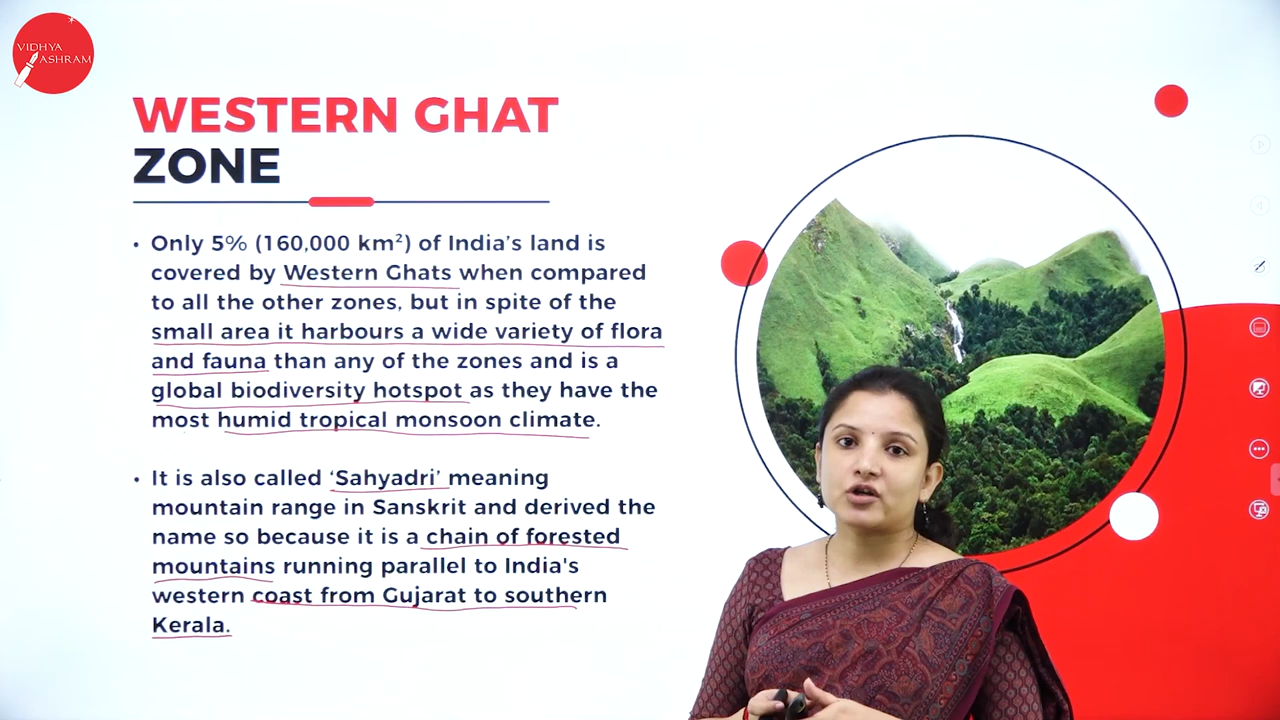 VIDHYA
ASHRAM
WESTERN GHAT
ZONE
• Only 5% (160,000 km²) of India's land is
covered by Western Ghats when compared
to all the other zones, but in spite of the
small area it harbours a wide variety of flora
and fauna than any of the zones and is a
global biodiversity hotspot as they have the
most humid tropical monsoon climate.
• It is also called ‘Sahyadri’ meaning
mountain range in Sanskrit and derived the
name so because it is a chain of forested
mountains running parallel to India's
western coast from Gujarat to southern
Kerala.